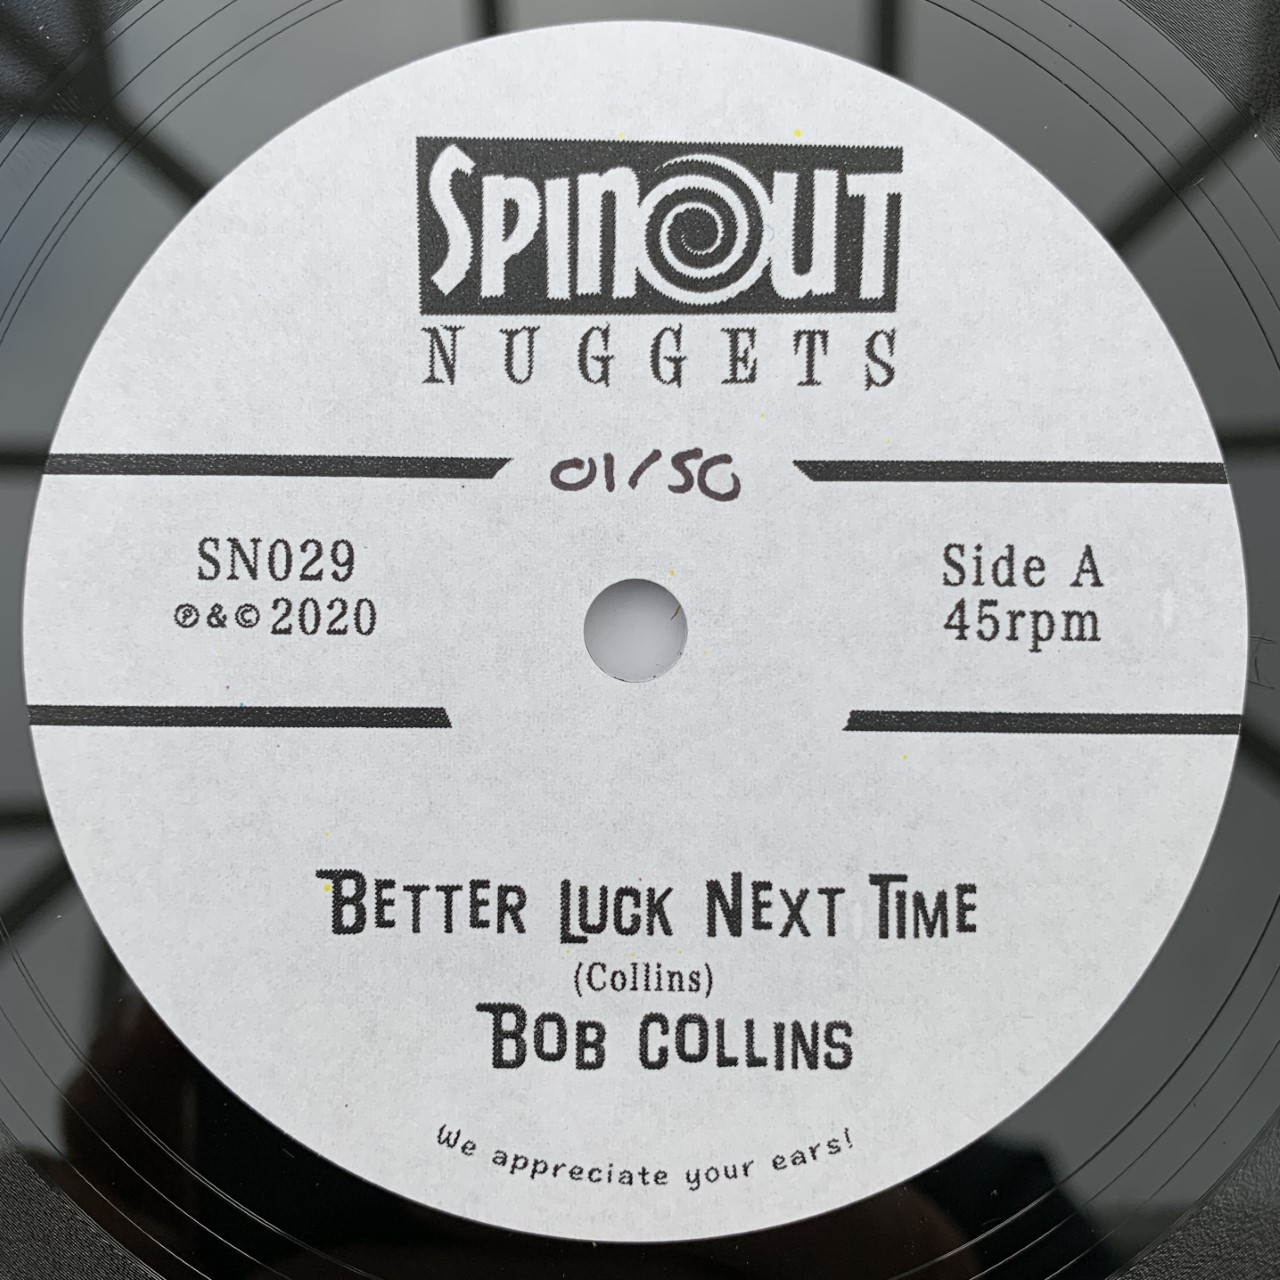 SPINOUT
NUGGETS
01/50
SN029
℗&©2020
Side A
45rpm
BETTER LUCK NEXT TIME
(Collins)
BOB COLLINS
We appreciate your ears!